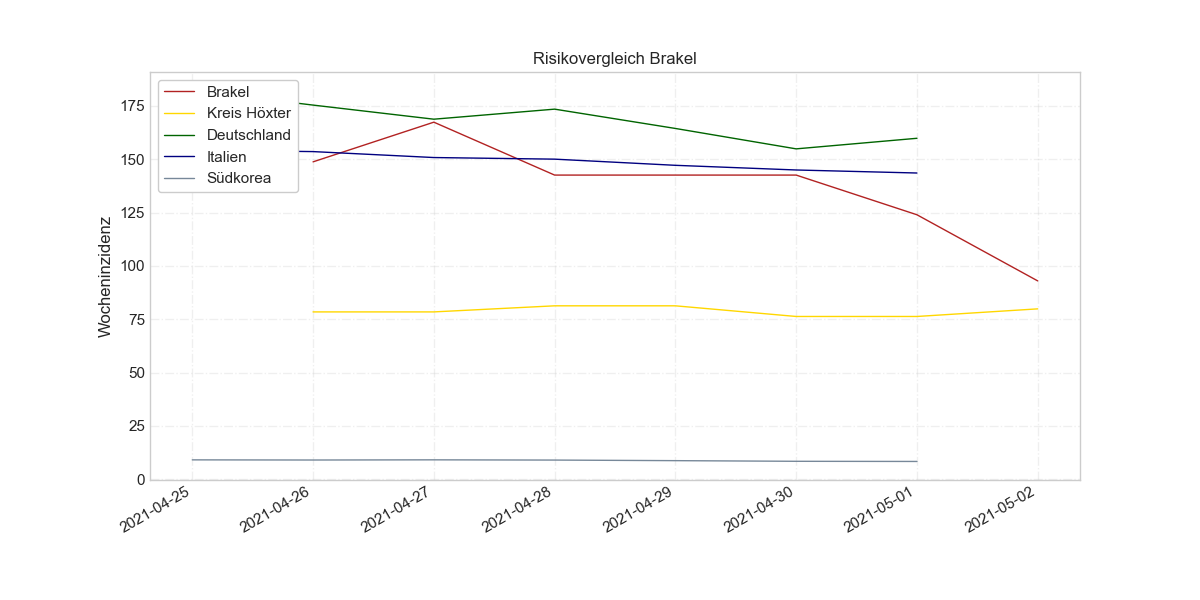 Risikovergleich Brakel
Brakel
Kreis Höxter
Deutschland
Italien
Südkorea
Wocheninzidenz
175
150
125
100
75
50
25
0
2021-04-25
2021-04-26
2021-04-27
2021-04-28
2021-04-29
2021-04-30
2021-05-01
2021-05-02